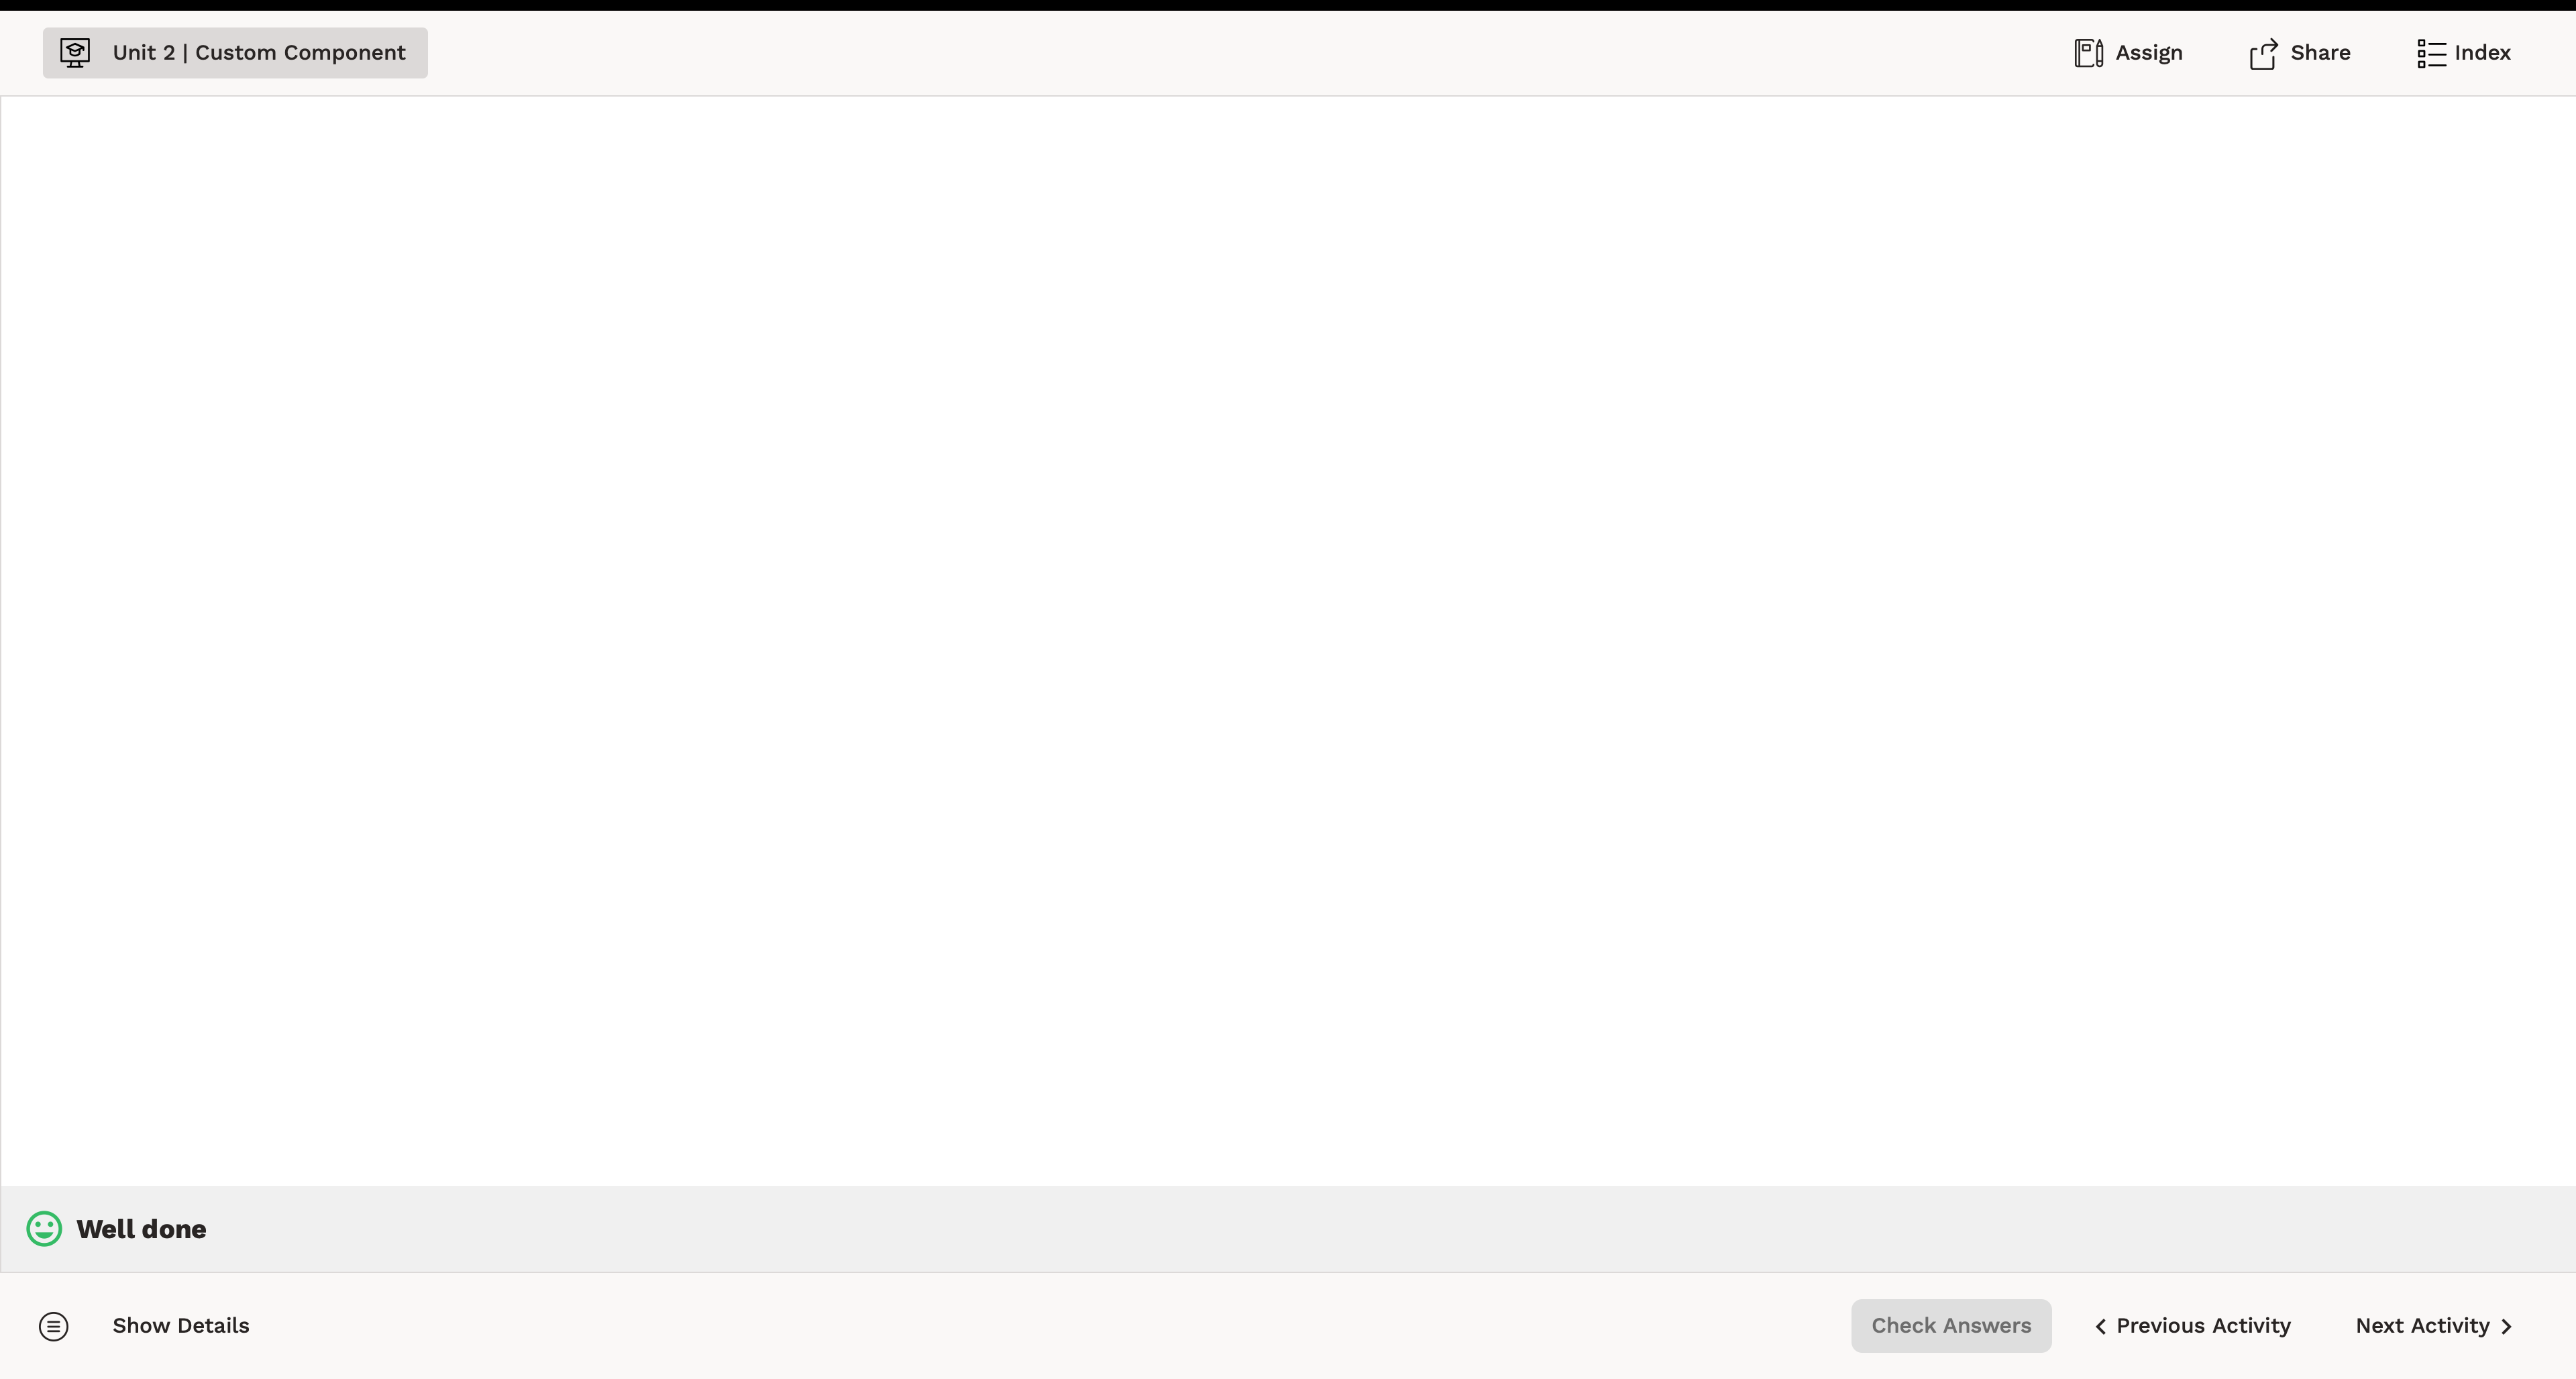 Unit 2 | Custom Component
Assign
Share
Index
Well done
Show Details
Check Answers
Previous Activity
Next Activity